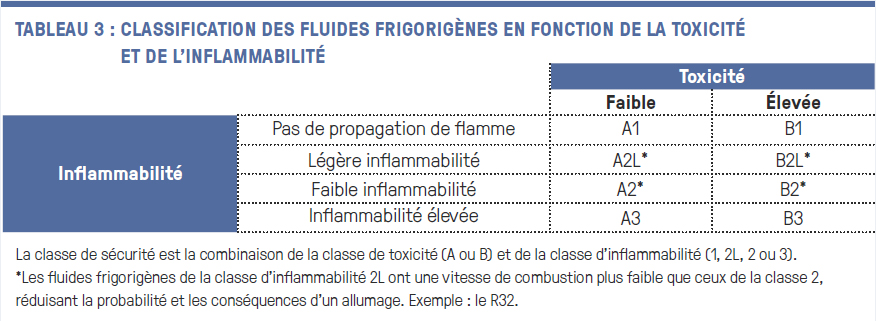 TABLEAU 3 : CLASSIFICATION DES FLUIDES FRIGORIGÈNES EN FONCTION DE LA TOXICITÉ
ET DE L'INFLAMMABILITÉ
Toxicité
Faible Élevée
Inflammabilité
Pas de propagation de flamme A1 B1
Légère inflammabilité A2L* B2L*
Faible inflammabilité A2* B2*
Inflammabilité élevée A3 B3
La classe de sécurité est la combinaison de la classe de toxicité (A ou B) et de la classe d'inflammabilité (1, 2L, 2 ou 3).
*Les fluides frigorigènes de la classe d'inflammabilité 2L ont une vitesse de combustion plus faible que ceux de la classe 2,
réduisant la probabilité et les conséquences d'un allumage. Exemple : le R32.